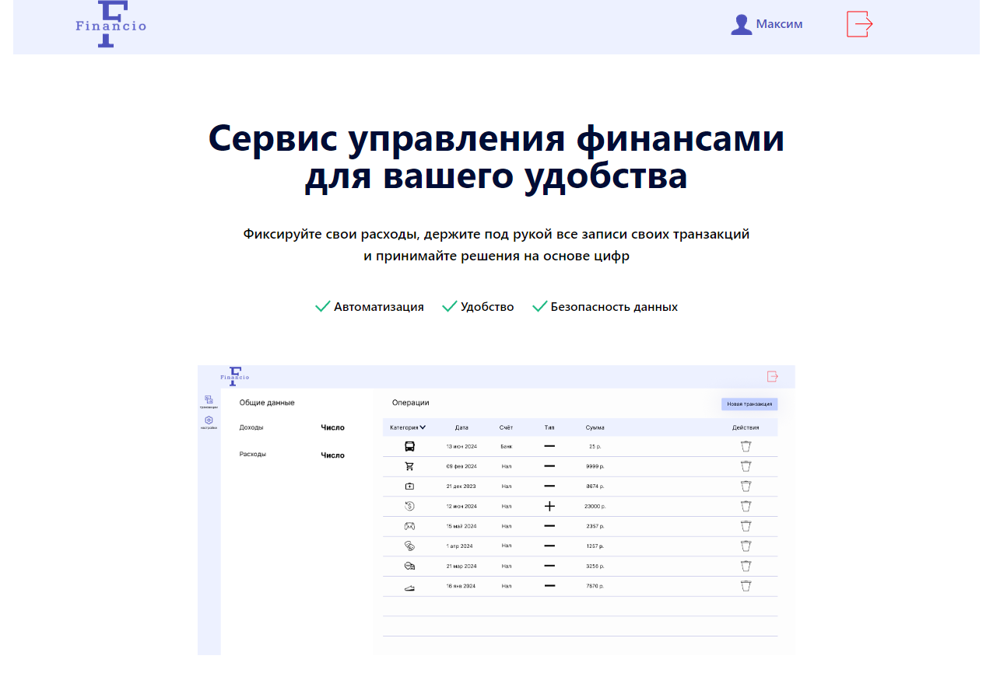 Financio
Максим
Сервис управления финансами
для вашего удобства
Фиксируйте свои расходы, держите под рукой все записи своих транзакций
и принимайте решения на основе цифр
Автоматизация Удобство Безопасность данных
Financio
транзакции
настройки
Общие данные
Доходы Число
Расходы Число
Операции
Новая транзакция
Категория Дата Счёт Тип Сумма Действия
13 июн 2024 Банк — 25 р.
09 фев 2024 Нал — 9999 р.
21 дек 2023 Нал — 8674 р.
12 июн 2024 Нал + 23000 р.
15 май 2024 Нал — 2357 р.
1 апр 2024 Нал — 1257 р.
21 мар 2024 Нал — 3256 р.
16 янв 2024 Нал — 7670 р.